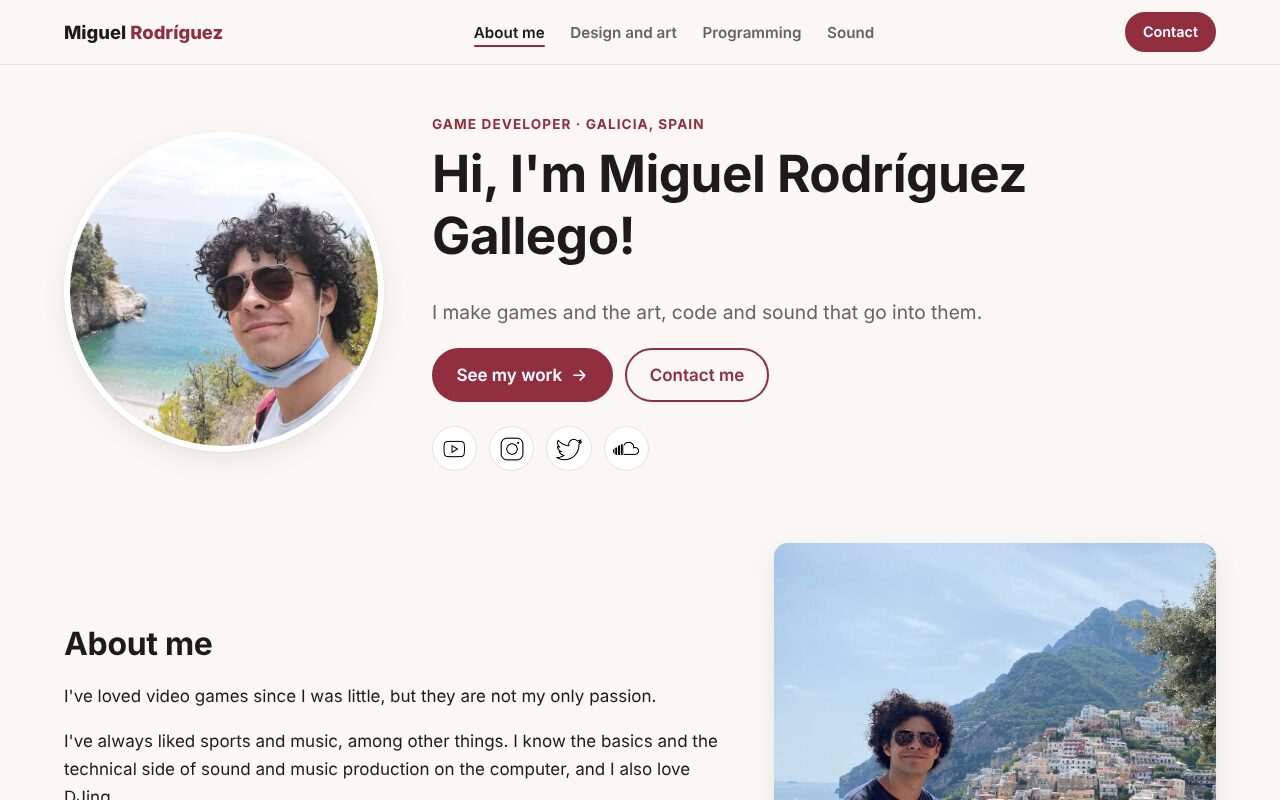 Miguel Rodríguez
About me
Design and art
Programming
Sound
Contact
GAME DEVELOPER · GALICIA, SPAIN
Hi, I'm Miguel Rodríguez
Gallego!
I make games and the art, code and sound that go into them.
See my work →
Contact me
About me
I've loved video games since I was little, but they are not my only passion.
I've always liked sports and music, among other things. I know the basics and the
technical side of sound and music production on the computer, and I also love
DJing.